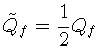 $\tilde{Q}_f = \frac{1}{2} Q_f$